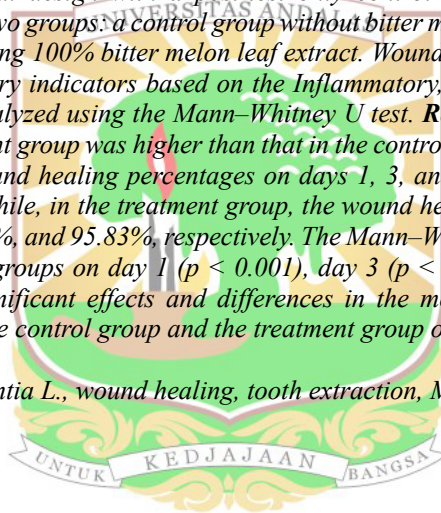 UNIVERSITAS ANDALAS
wo groups: a control group without bitter m
ing 100% bitter melon leaf extract. Wound
ry indicators based on the Inflammatory,
lyzed using the Mann–Whitney U test. R
nt group was higher than that in the contro
und healing percentages on days 1, 3, an
hile, in the treatment group, the wound he
%, and 95.83%, respectively. The Mann–W
groups on day 1 (p < 0.001), day 3 (p <
nificant effects and differences in the m
e control group and the treatment group o
ntia L., wound healing, tooth extraction, M
UNTUK KEDJAJAAN BANGSA